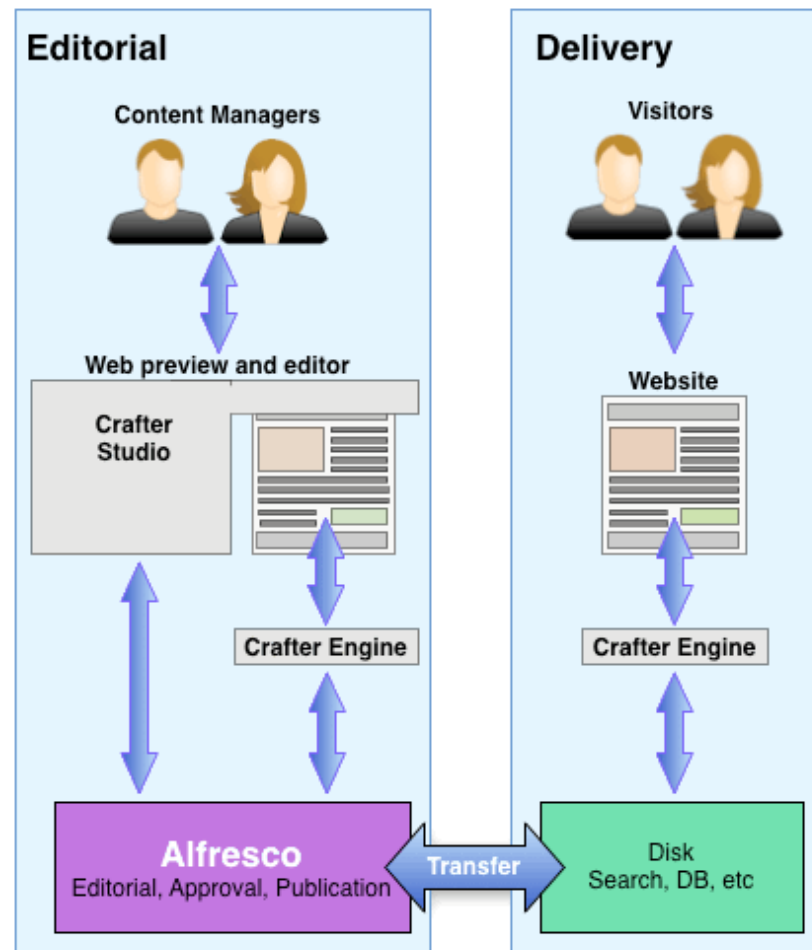 Editorial
Content Managers
Web preview and editor
Crafter
Studio
Crafter Engine
Alfresco
Editorial, Approval, Publication
Transfer
Delivery
Visitors
Website
Crafter Engine
Disk
Search, DB, etc